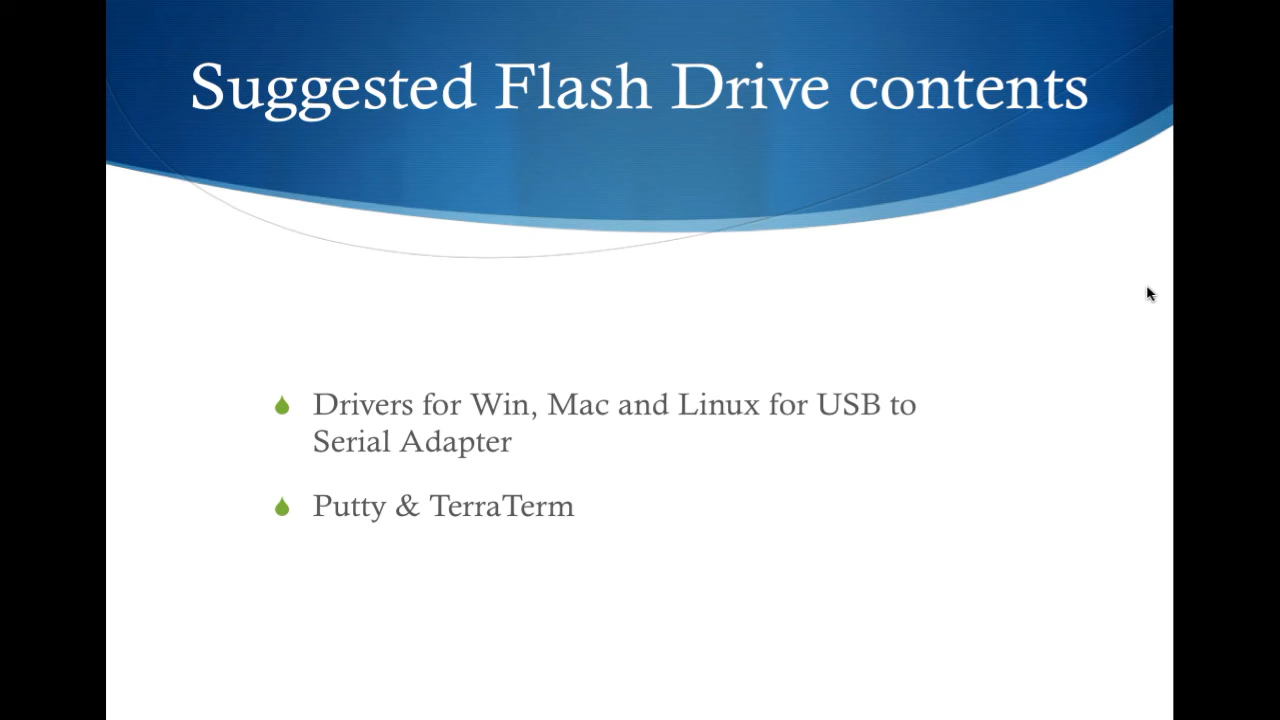 Suggested Flash Drive contents
Drivers for Win, Mac and Linux for USB to
Serial Adapter
Putty & TerraTerm